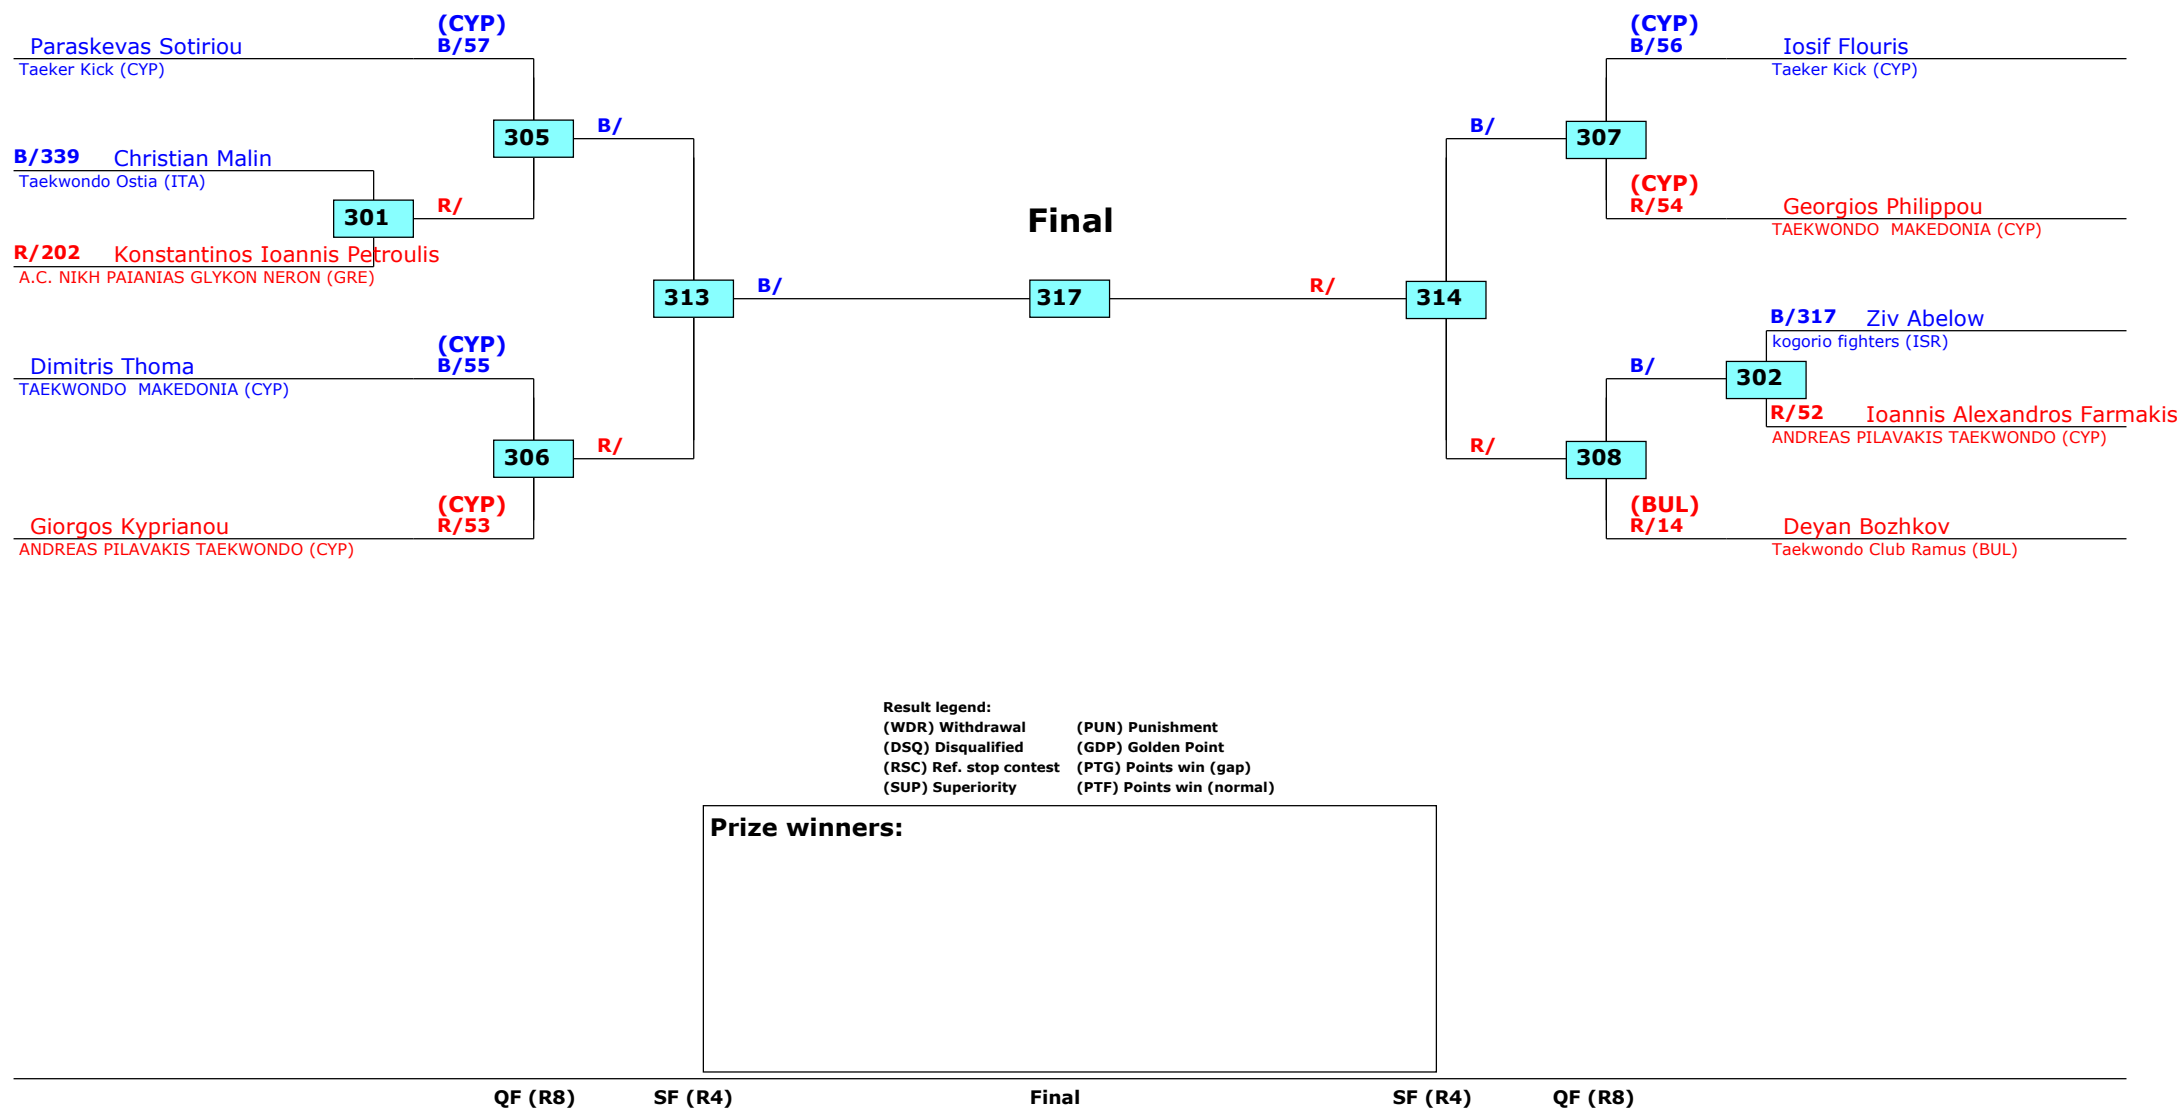 (CYP)
Paraskevas Sotiriou B/57
Taeker Kick (CYP)
305
B/
B/339 Christian Malin
Taekwondo Ostia (ITA)
301
R/
R/202 Konstantinos Ioannis Petroulis
A.C. NIKH PAIANIAS GLYKON NERON (GRE)
313
B/
(CYP)
Dimitris Thoma B/55
TAEKWONDO  MAKEDONIA (CYP)
306
R/
(CYP)
Giorgos Kyprianou R/53
ANDREAS PILAVAKIS TAEKWONDO (CYP)
Final
317
(CYP)
B/56 Iosif Flouris
Taeker Kick (CYP)
B/
307
(CYP)
R/54 Georgios Philippou
TAEKWONDO  MAKEDONIA (CYP)
R/
314
B/317 Ziv Abelow
kogorio fighters (ISR)
B/
302
R/52 Ioannis Alexandros Farmakis
ANDREAS PILAVAKIS TAEKWONDO (CYP)
R/
308
(BUL)
R/14 Deyan Bozhkov
Taekwondo Club Ramus (BUL)
Result legend:
(WDR) Withdrawal (PUN) Punishment
(DSQ) Disqualified (GDP) Golden Point
(RSC) Ref. stop contest (PTG) Points win (gap)
(SUP) Superiority (PTF) Points win (normal)
Prize winners:
QF (R8) SF (R4) Final SF (R4) QF (R8)